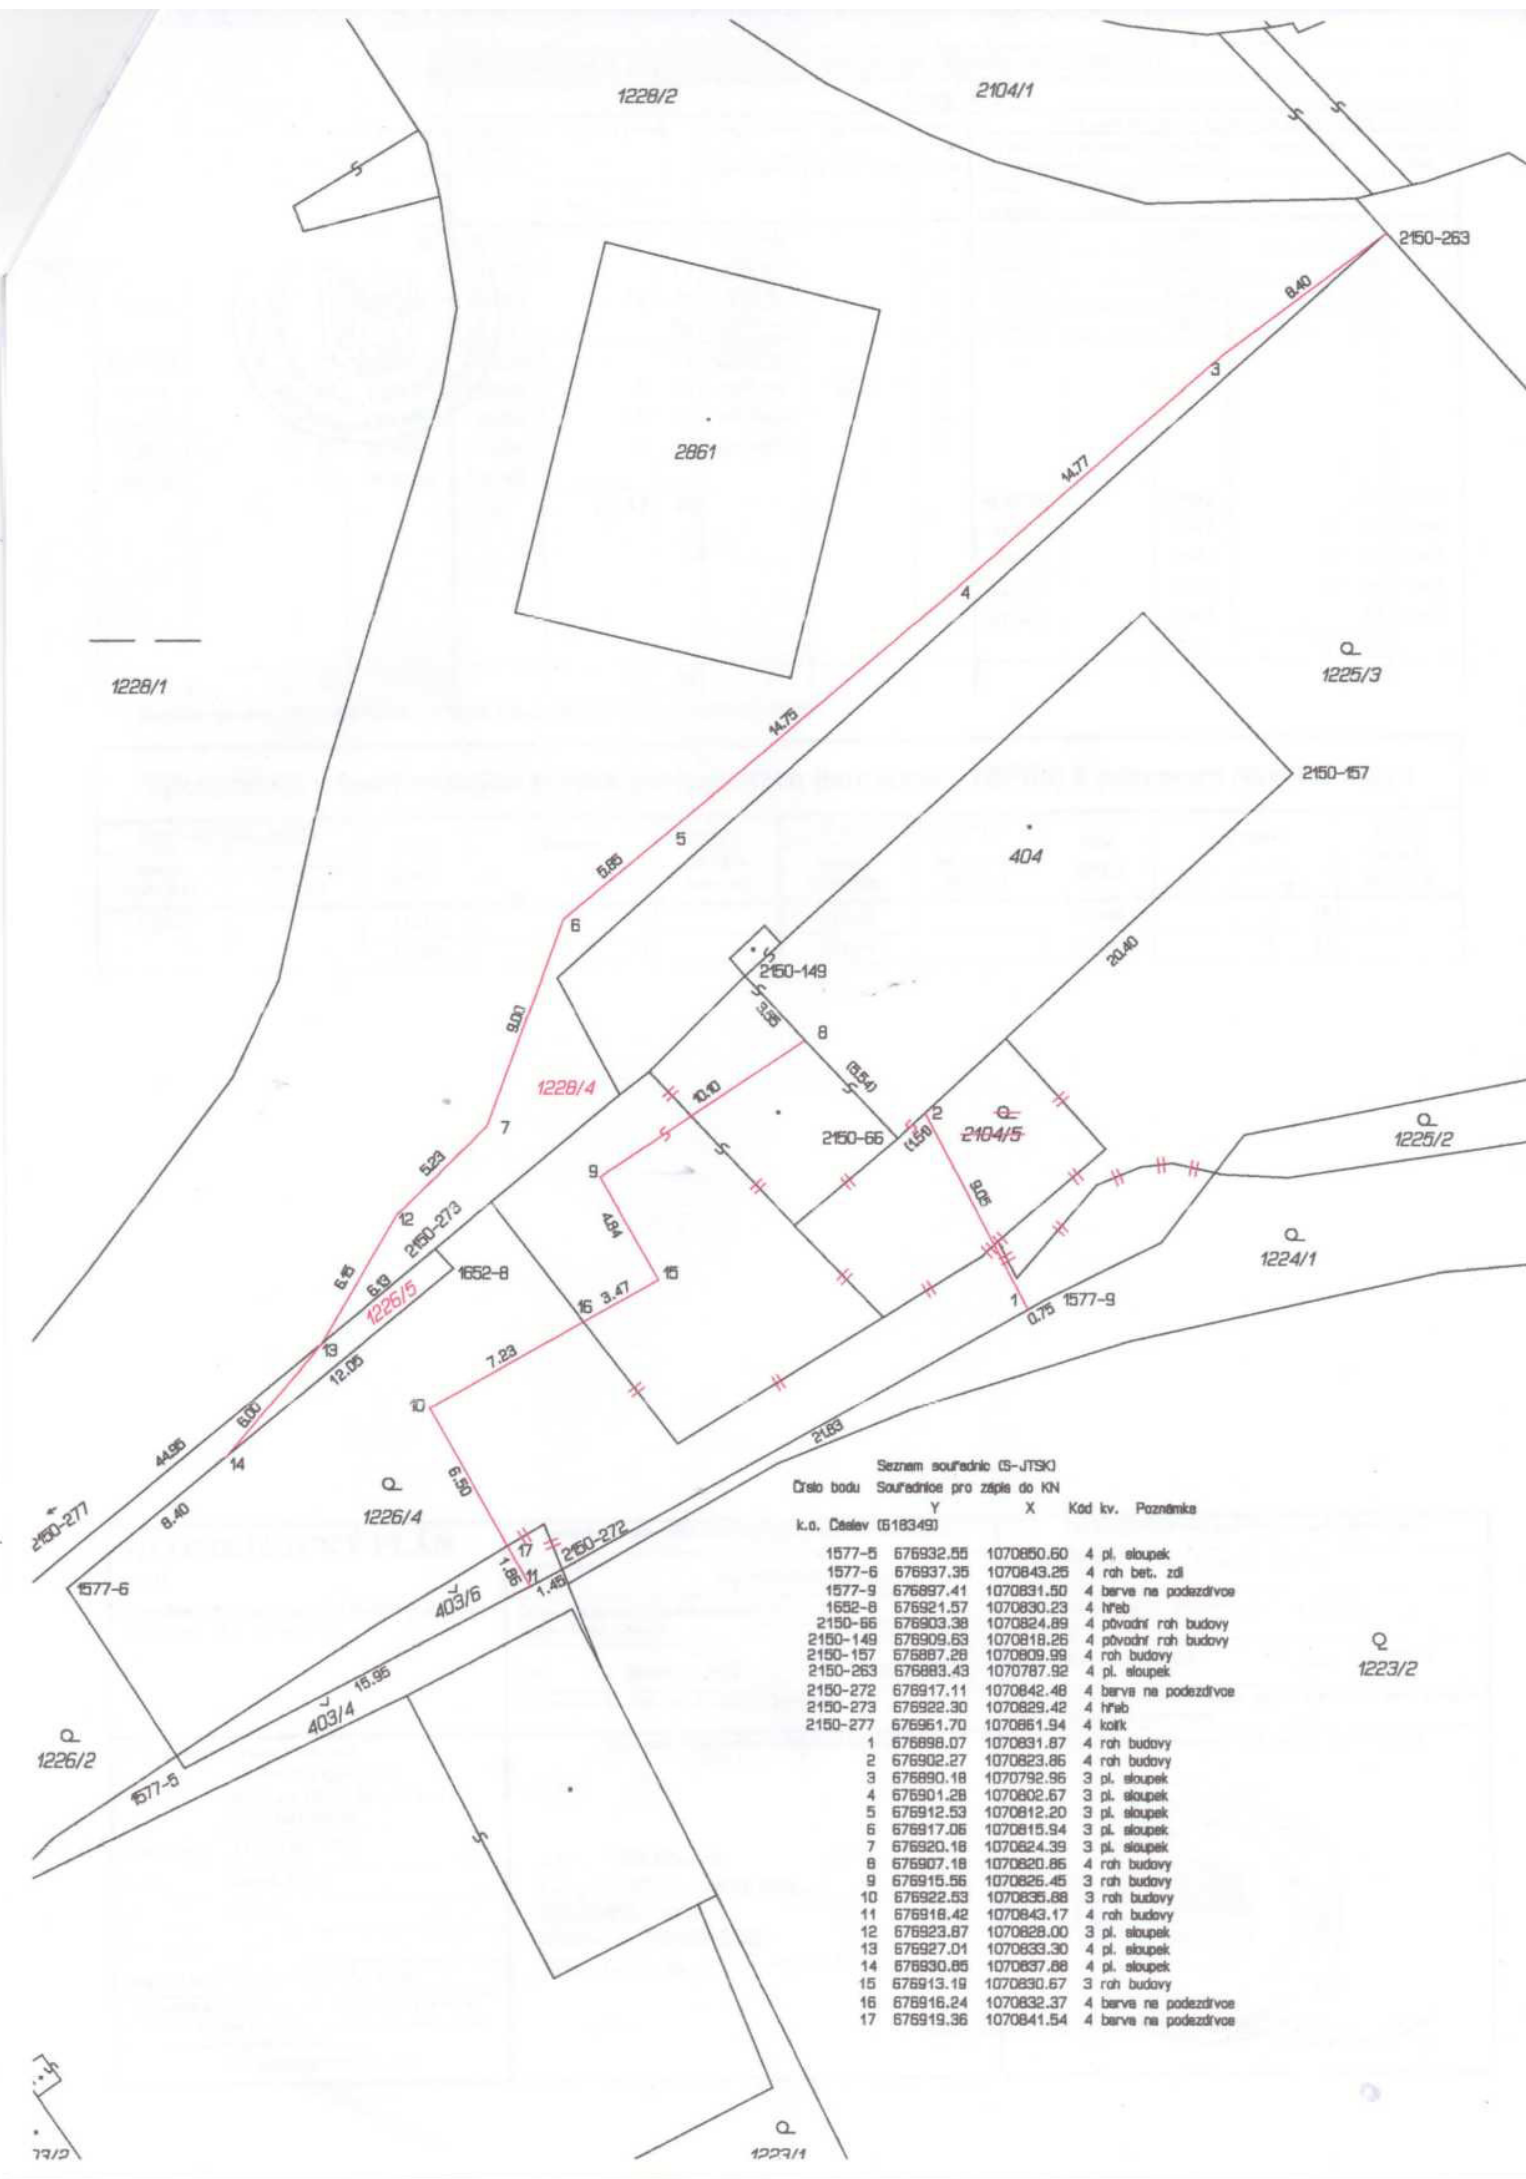 1228/2
2104/1
2150-263
8.40
3
2861
14.77
4
1228/1
1225/3
14.75
2150-157
5
404
5.85
6
20.40
2150-149
3.55
9.00
8
1228/4
(5.54)
7
2
2150-66
(1.51)
2104/5
1225/2
10.10
5.23
9
9.05
12
4.84
2150-273
1224/1
6.15
6.13
1652-8
15
1226/5
16 3.47
1 1577-9
0.75
13
12.05
7.23
10
6.00
44.95
21.83
14
6.50
1226/4
8.40
2150-277
17
2150-272
1.85
11
1.45
1577-6
403/6
15.95
403/4
1226/2
1577-5
1223/2
Seznam souřadnic (S-JTSK)
Číslo bodu Souřadnice pro zápis do KN
Y X Kód kv. Poznámka
k.ú. Čáslav (618349)
1577-5 676932.55 1070850.60 4 pl. sloupek
1577-6 676937.35 1070843.25 4 roh bet. zdi
1577-9 676897.41 1070831.50 4 barva na podezdívce
1652-8 676921.57 1070830.23 4 hřeb
2150-66 676903.38 1070824.89 4 původní roh budovy
2150-149 676909.63 1070818.26 4 původní roh budovy
2150-157 676887.28 1070809.99 4 roh budovy
2150-263 676883.43 1070787.92 4 pl. sloupek
2150-272 676917.11 1070842.48 4 barva na podezdívce
2150-273 676922.30 1070829.42 4 hřeb
2150-277 676961.70 1070861.94 4 kolík
1 676898.07 1070831.87 4 roh budovy
2 676902.27 1070823.86 4 roh budovy
3 676890.18 1070792.96 3 pl. sloupek
4 676901.28 1070802.67 3 pl. sloupek
5 676912.53 1070812.20 3 pl. sloupek
6 676917.06 1070815.94 3 pl. sloupek
7 676920.18 1070824.39 3 pl. sloupek
8 676907.18 1070820.86 4 roh budovy
9 676915.56 1070826.45 3 roh budovy
10 676922.53 1070835.88 3 roh budovy
11 676918.42 1070843.17 4 roh budovy
12 676923.87 1070828.00 3 pl. sloupek
13 676927.01 1070833.30 4 pl. sloupek
14 676930.85 1070837.88 4 pl. sloupek
15 676913.19 1070830.67 3 roh budovy
16 676916.24 1070832.37 4 barva na podezdívce
17 676919.36 1070841.54 4 barva na podezdívce
1223/1